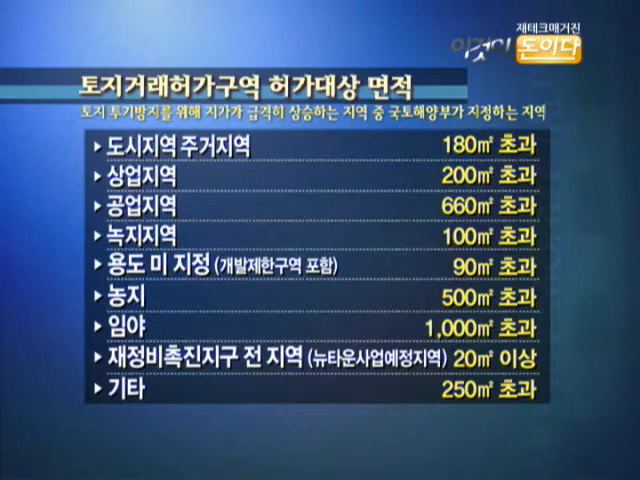 재테크매거진
이것이 돈이다
토지거래허가구역 허가대상 면적
토지 투기방지를 위해 지가가 급격히 상승하는 지역 중 국토해양부가 지정하는 지역
▶도시지역 주거지역 180㎡ 초과
▶상업지역 200㎡ 초과
▶공업지역 660㎡ 초과
▶녹지지역 100㎡ 초과
▶용도 미 지정 (개발제한구역 포함) 90㎡ 초과
▶농지 500㎡ 초과
▶임야 1,000㎡ 초과
▶재정비촉진지구 전 지역 (뉴타운사업예정지역) 20㎡ 이상
▶기타 250㎡ 초과